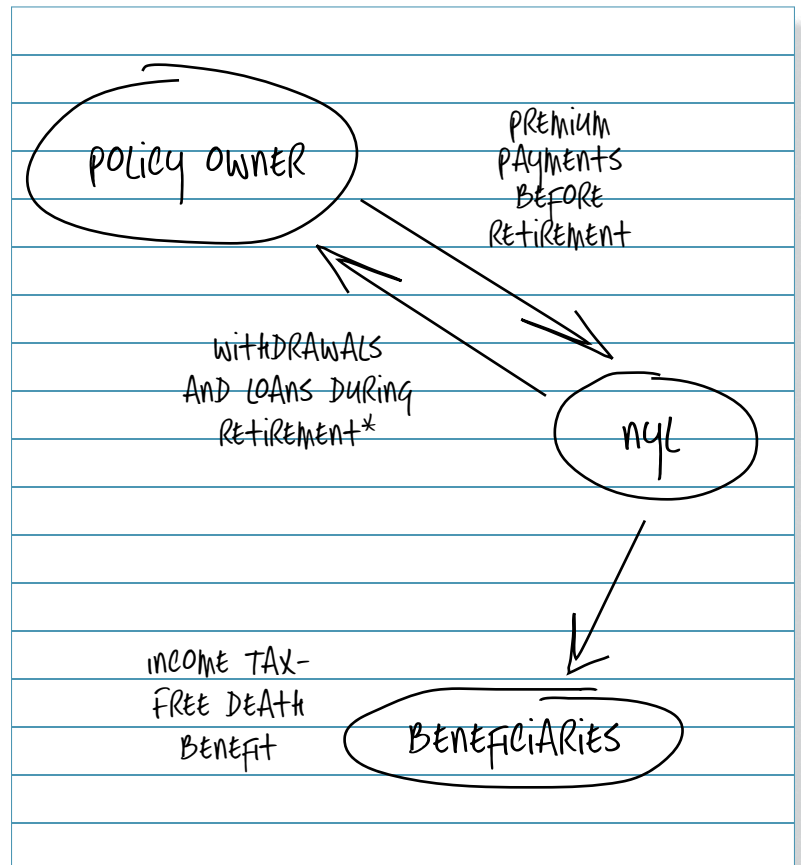 POLICY OWNER
PREMIUM
PAYMENTS
BEFORE
RETIREMENT
WITHDRAWALS
AND LOANS DURING
RETIREMENT*
NYL
INCOME TAX-
FREE DEATH
BENEFIT
BENEFICIARIES